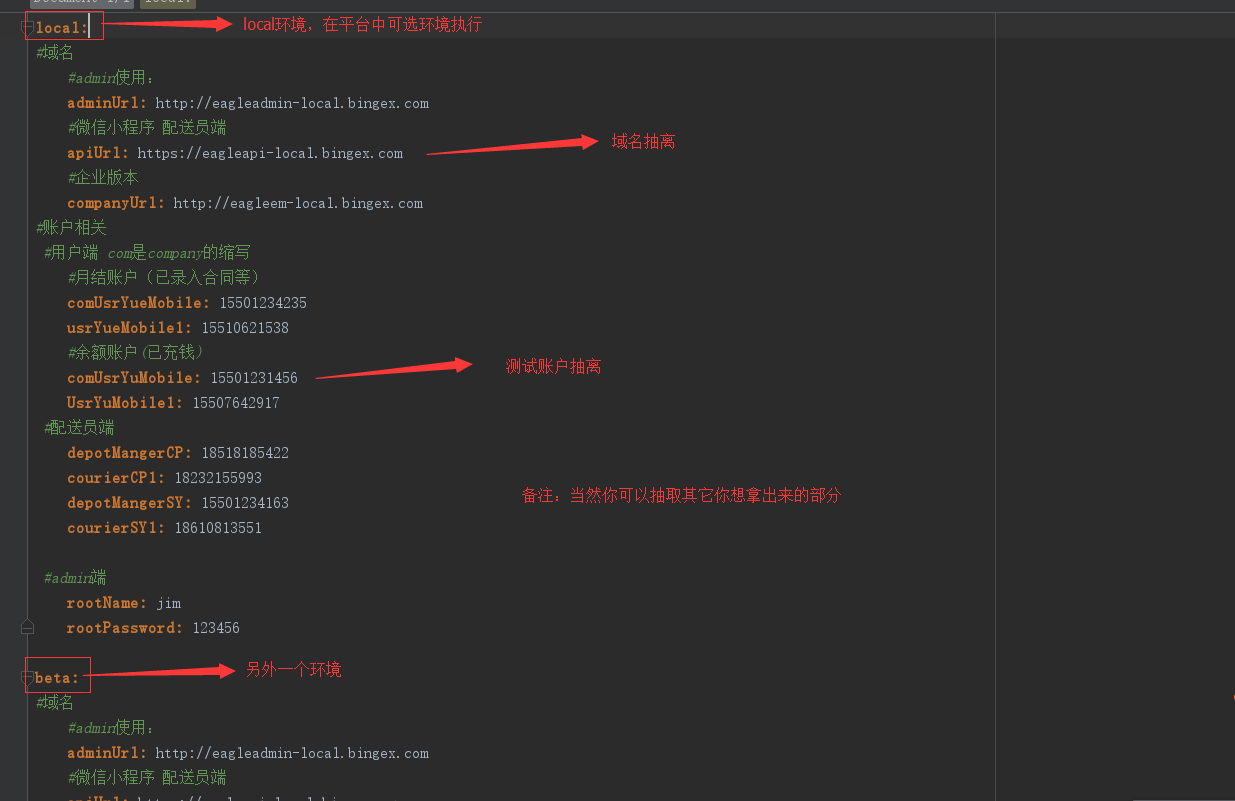 Document 1/1 local:
local: local环境，在平台中可选环境执行
#域名
#admin使用：
adminUrl: http://eagleadmin-local.bingex.com
#微信小程序 配送员端
apiUrl: https://eagleapi-local.bingex.com 域名抽离
#企业版本
companyUrl: http://eagleem-local.bingex.com
#账户相关
#用户端 com是company的缩写
#月结账户（已录入合同等）
comUsrYueMobile: 15501234235
usrYueMobile1: 15510621538
#余额账户(已充钱)
comUsrYuMobile: 15501231456 测试账户抽离
UsrYuMobile1: 15507642917
#配送员端
depotMangerCP: 18518185422
courierCP1: 18232155993
depotMangerSY: 15501234163 备注：当然你可以抽取其它你想拿出来的部分
courierSY1: 18610813551
#admin端
rootName: jim
rootPassword: 123456
beta: 另外一个环境
#域名
#admin使用：
adminUrl: http://eagleadmin-local.bingex.com
#微信小程序 配送员端